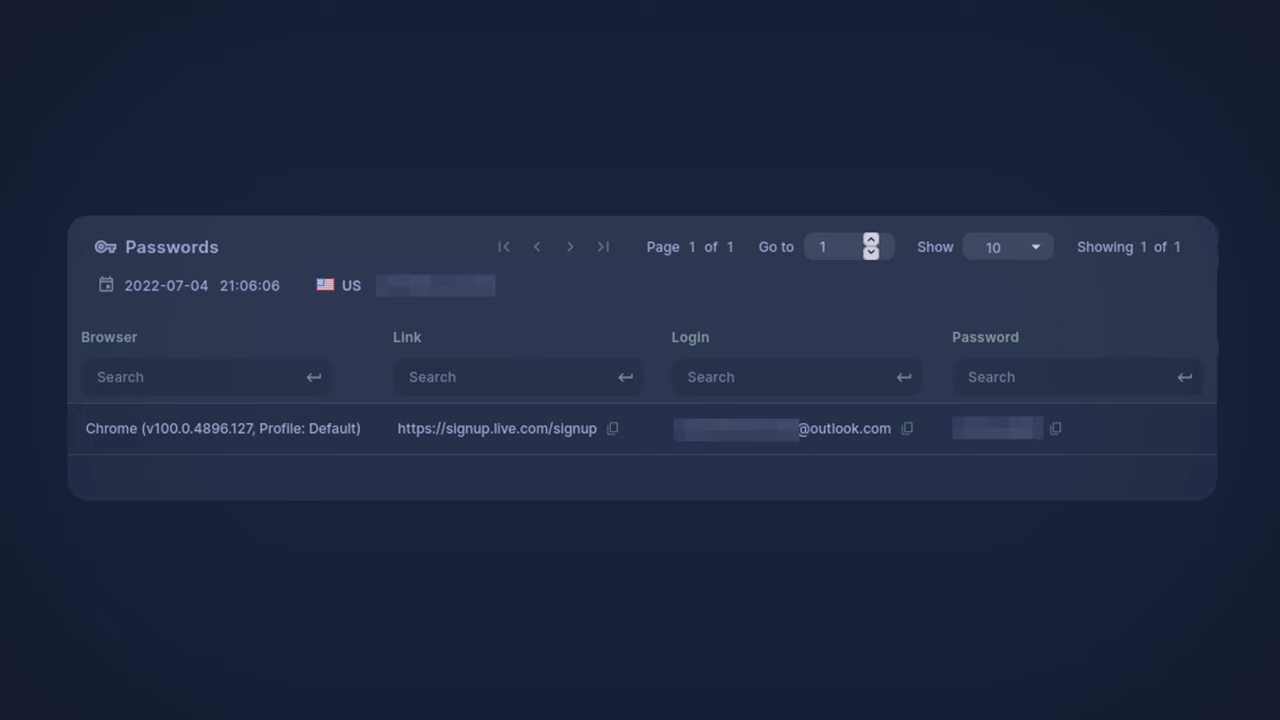 Passwords Page 1 of 1 Go to 1 Show 10 Showing 1 of 1
2022-07-04 21:06:06 US
Browser Link Login Password
Search Search Search Search
Chrome (v100.0.4896.127, Profile: Default) https://signup.live.com/signup @outlook.com